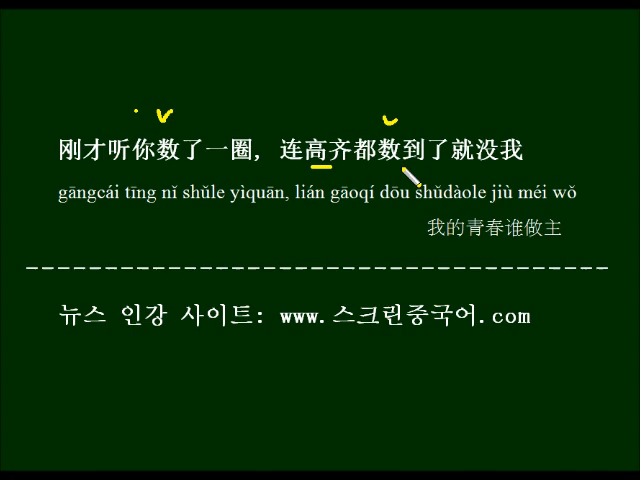 刚才听你数了一圈, 连高齐都数到了就没我
gāngcái tīng nǐ shǔle yìquān, lián gāoqí dōu shǔdàole jiù méi wǒ
我的青春谁做主
뉴스 인강 사이트: www.스크린중국어.com